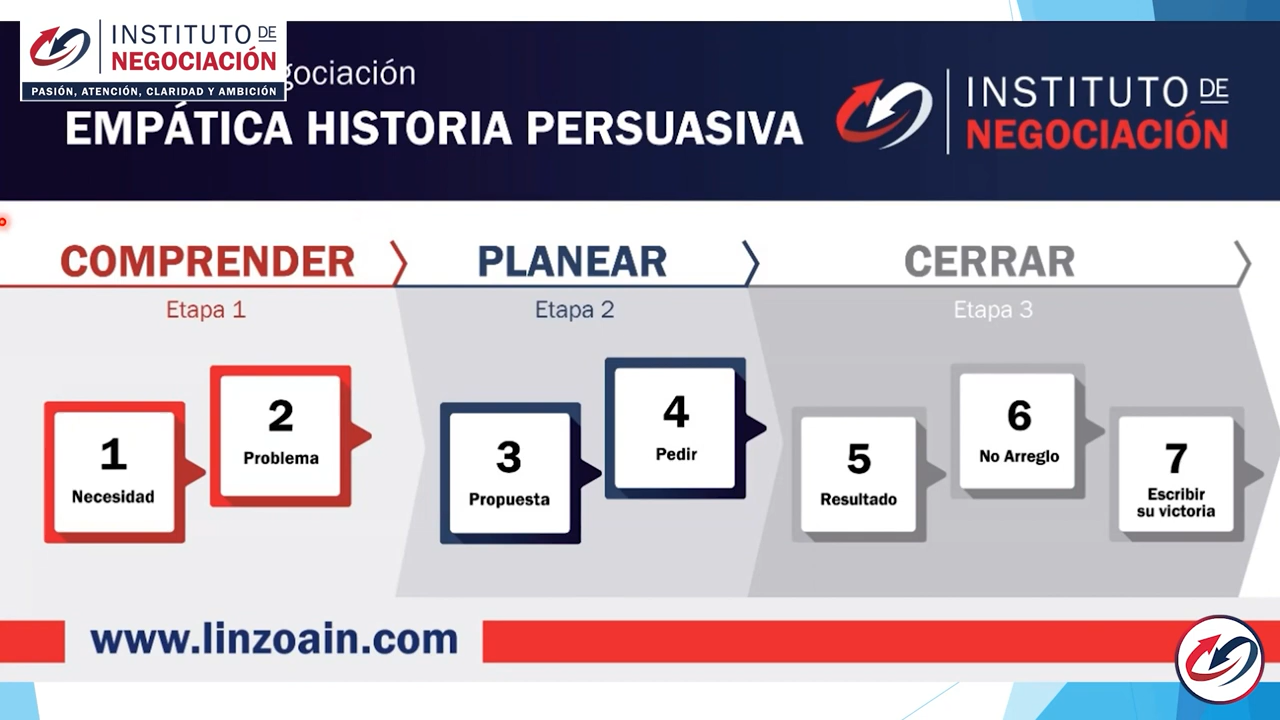 INSTITUTO DE
NEGOCIACIÓN
PASIÓN, ATENCIÓN, CLARIDAD Y AMBICIÓN
EMPÁTICA HISTORIA PERSUASIVA
INSTITUTO DE
NEGOCIACIÓN
COMPRENDER
PLANEAR
CERRAR
Etapa 1
Etapa 2
Etapa 3
1
Necesidad
2
Problema
3
Propuesta
4
Pedir
5
Resultado
6
No Arreglo
7
Escribir
su victoria
www.linzoain.com